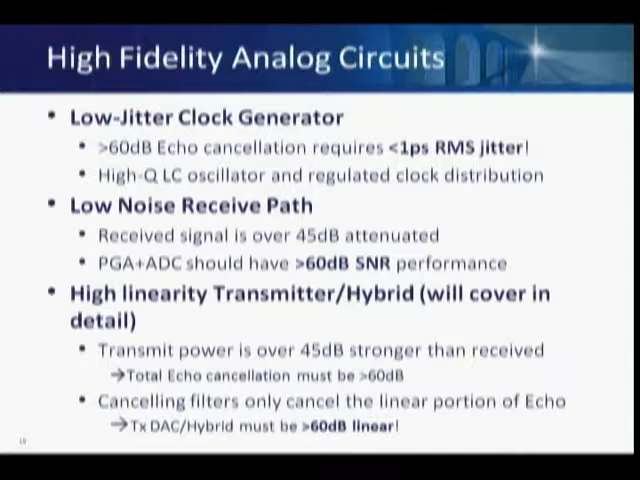 High Fidelity Analog Circuits
• Low-Jitter Clock Generator
• >60dB Echo cancellation requires <1ps RMS jitter!
• High-Q LC oscillator and regulated clock distribution
• Low Noise Receive Path
• Received signal is over 45dB attenuated
• PGA+ADC should have >60dB SNR performance
• High linearity Transmitter/Hybrid (will cover in
detail)
• Transmit power is over 45dB stronger than received
→Total Echo cancellation must be >60dB
• Cancelling filters only cancel the linear portion of Echo
→Tx DAC/Hybrid must be >60dB linear!